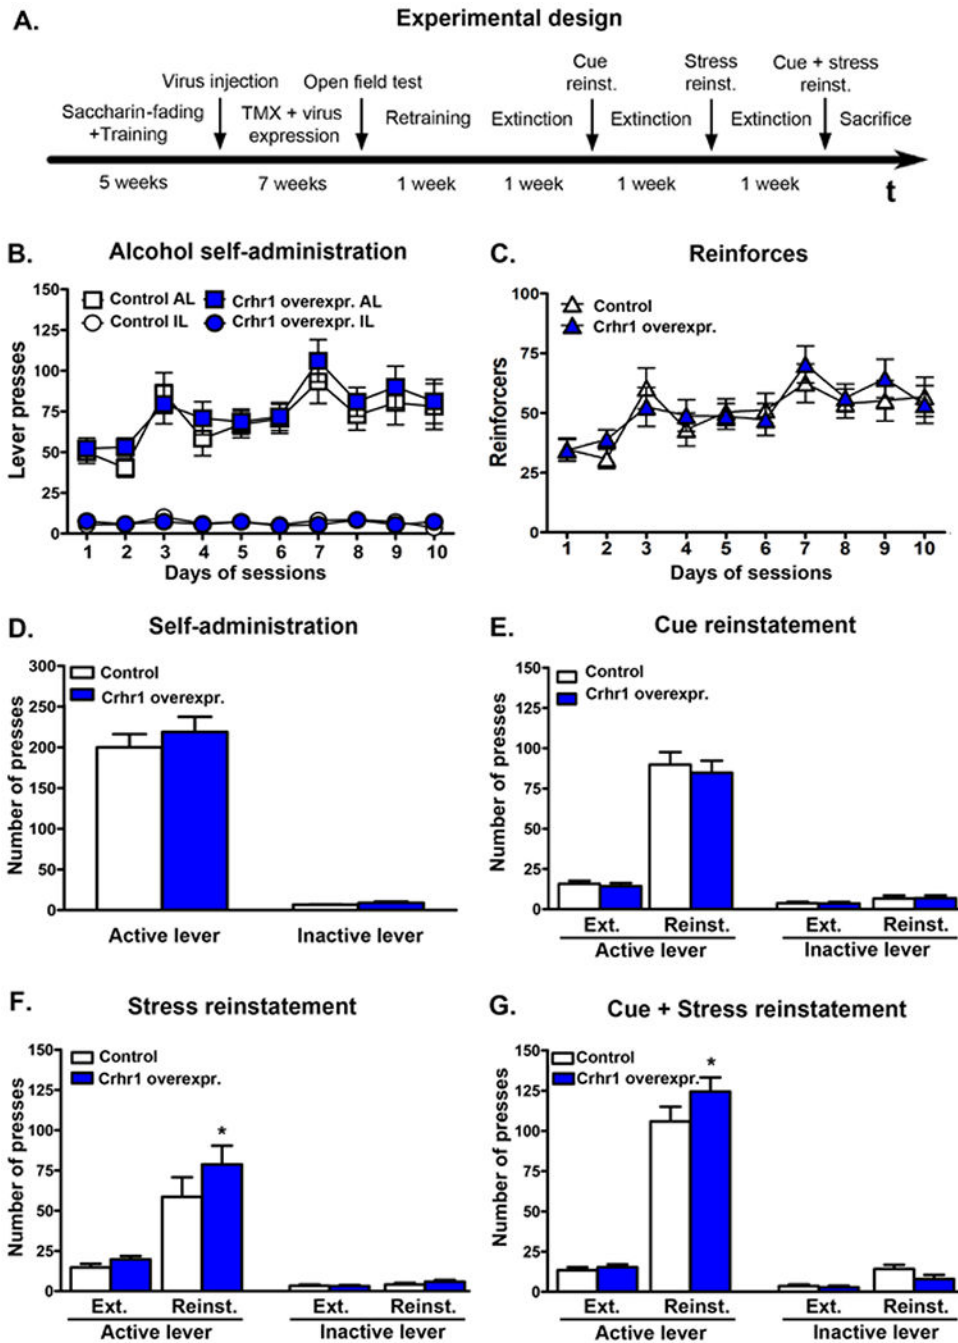 A.
Experimental design
Virus injection
Open field test
Cue
reinst.
Stress
reinst.
Cue + stress
reinst.
Saccharin-fading
+Training
TMX + virus
expression
Retraining
Extinction
Extinction
Extinction
Sacrifice
5 weeks
7 weeks
1 week
1 week
1 week
1 week
t
B.
Alcohol self-administration
Control AL
Crhr1 overexpr. AL
Control IL
Crhr1 overexpr. IL
Lever presses
150
125
100
75
50
25
0
1 2 3 4 5 6 7 8 9 10
Days of sessions
C.
Reinforces
Control
Crhr1 overexpr.
Reinforcers
100
75
50
25
0
1 2 3 4 5 6 7 8 9 10
Days of sessions
D.
Self-administration
Control
Crhr1 overexpr.
Number of presses
300
250
200
150
100
50
0
Active lever
Inactive lever
E.
Cue reinstatement
Control
Crhr1 overexpr.
Number of presses
150
125
100
75
50
25
0
Ext. Reinst. Ext. Reinst.
Active lever
Inactive lever
F.
Stress reinstatement
Control
Crhr1 overexpr.
Number of presses
150
125
100
75
50
25
0
*
Ext. Reinst. Ext. Reinst.
Active lever
Inactive lever
G.
Cue + Stress reinstatement
Control
Crhr1 overexpr.
Number of presses
150
125
100
75
50
25
0
*
Ext. Reinst. Ext. Reinst.
Active lever
Inactive lever